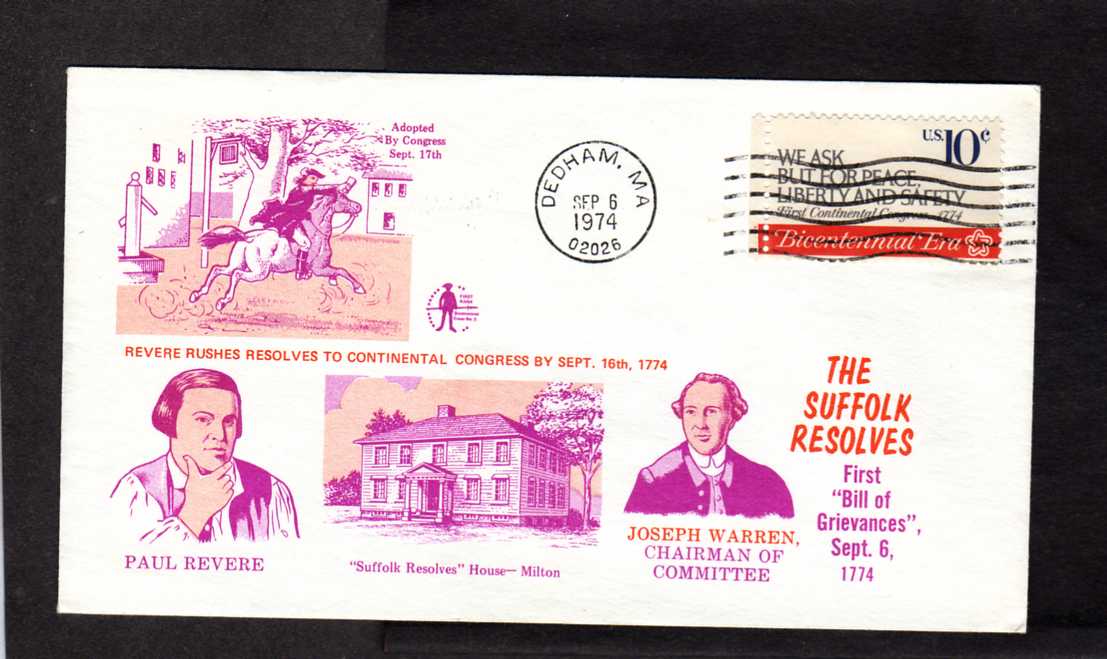 Adopted
By Congress
Sept. 17th
DEDHAM, MA
SEP 6
1974
02026
U.S. 10¢
WE ASK
BUT FOR PEACE,
LIBERTY AND SAFETY
First Continental Congress, 1774
Bicentennial Era
FIRST
REVERE RUSHES RESOLVES TO CONTINENTAL CONGRESS BY SEPT. 16th, 1774
PAUL REVERE
"Suffolk Resolves" House— Milton
JOSEPH WARREN,
CHAIRMAN OF
COMMITTEE
THE
SUFFOLK
RESOLVES
First
"Bill of
Grievances",
Sept. 6,
1774